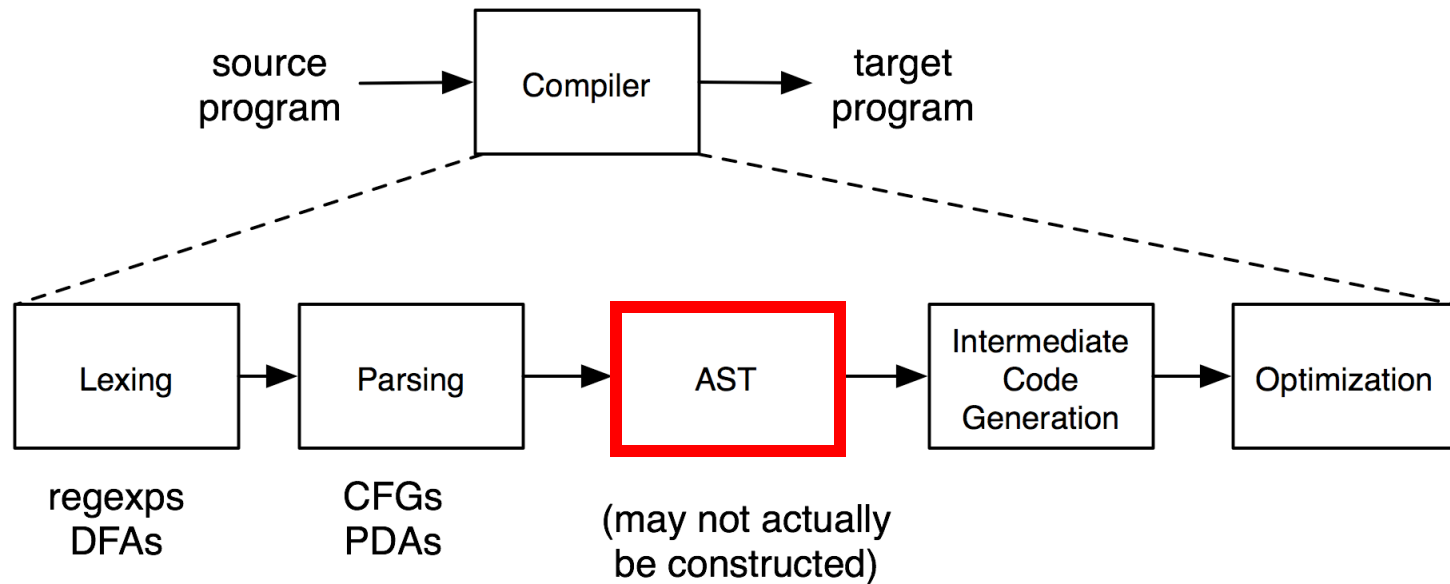 source
program
Compiler
target
program
Lexing
Parsing
AST
Intermediate
Code
Generation
Optimization
regexps
DFAs
CFGs
PDAs
(may not actually
be constructed)